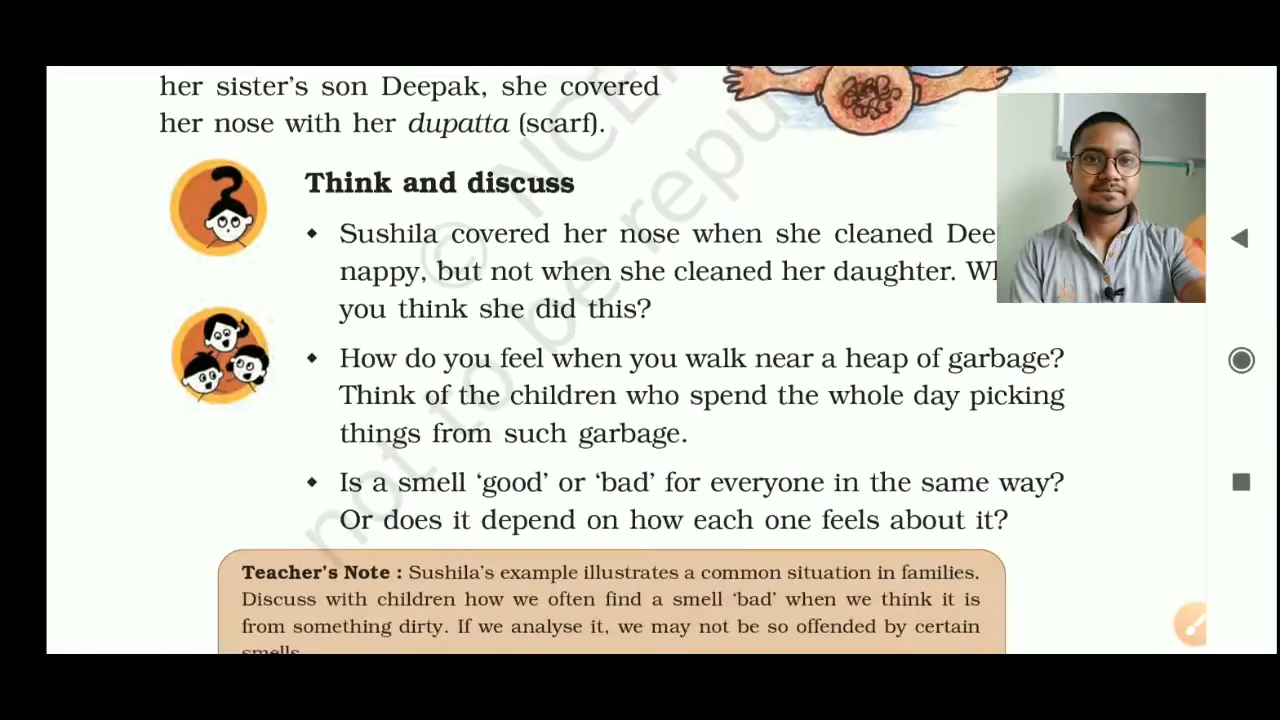 her sister's son Deepak, she covered
her nose with her dupatta (scarf).
Think and discuss
• Sushila covered her nose when she cleaned Dee
nappy, but not when she cleaned her daughter.
you think she did this?
• How do you feel when you walk near a heap of garbage?
Think of the children who spend the whole day picking
things from such garbage.
• Is a smell ‘good’ or ‘bad’ for everyone in the same way?
Or does it depend on how each one feels about it?
Teacher's Note : Sushila's example illustrates a common situation in families.
Discuss with children how we often find a smell ‘bad’ when we think it is
from something dirty. If we analyse it, we may not be so offended by certain
smells.
© NCE
not to be repu